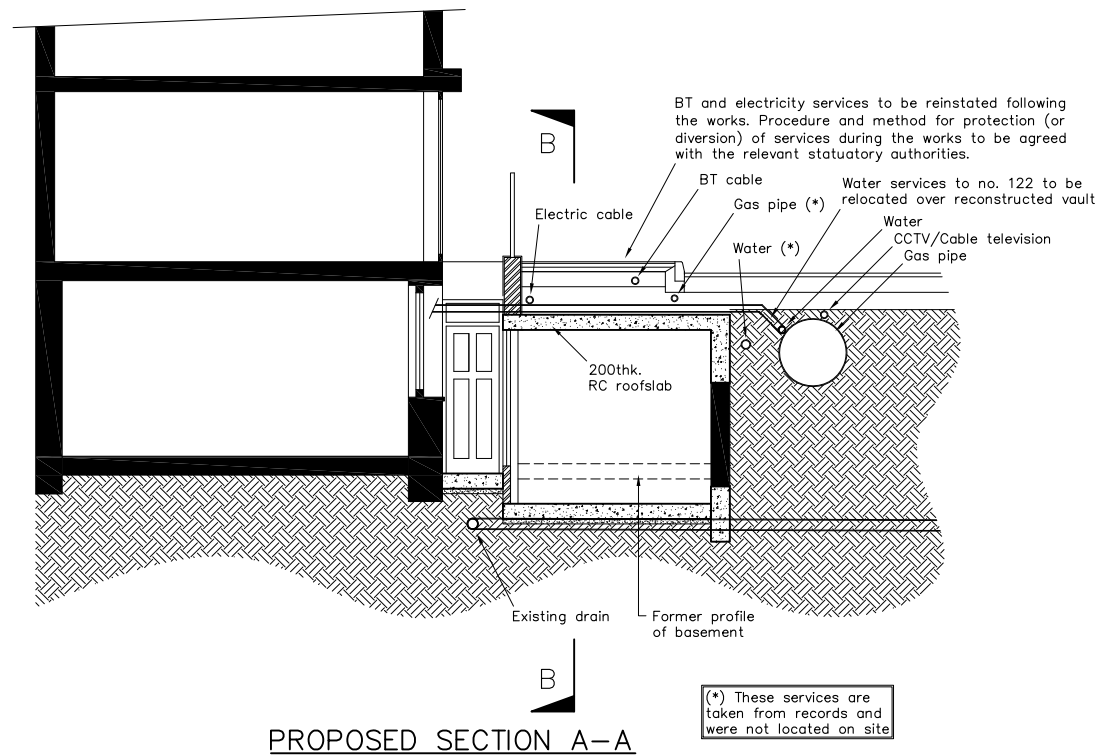 BT and electricity services to be reinstated following
the works. Procedure and method for protection (or
diversion) of services during the works to be agreed
with the relevant statuatory authorities.
B
BT cable
Water services to no. 122 to be
relocated over reconstructed vault
Gas pipe (*)
Electric cable
Water
CCTV/Cable television
Water (*)
Gas pipe
200thk.
RC roofslab
Existing drain
Former profile
of basement
B
(*) These services are
taken from records and
were not located on site
PROPOSED SECTION A-A